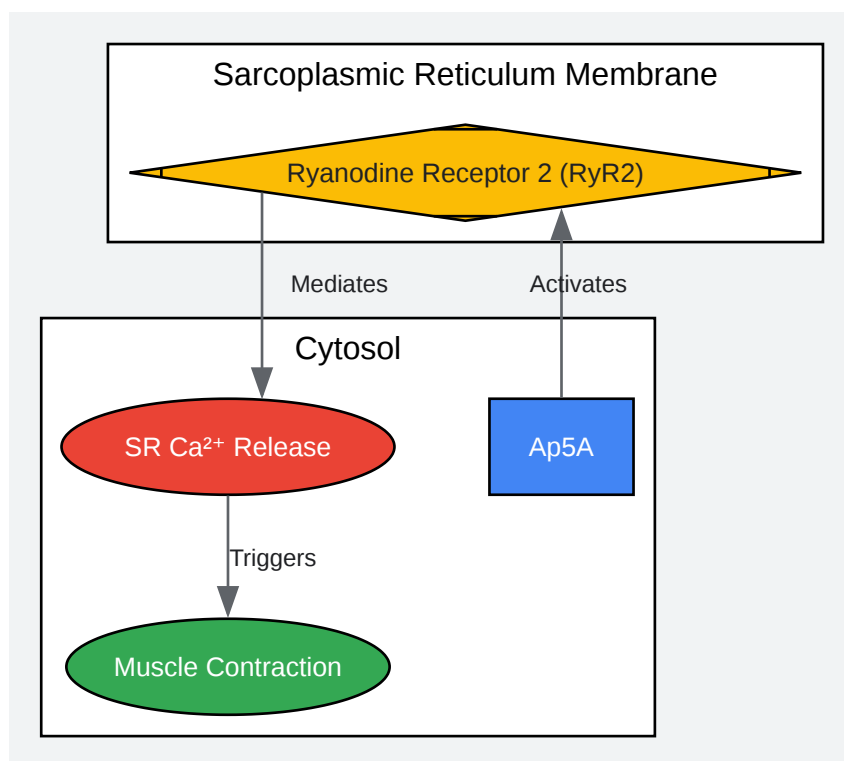 Sarcoplasmic Reticulum Membrane
Ryanodine Receptor 2 (RyR2)
Mediates
Activates
Cytosol
SR Ca²⁺ Release
Ap5A
Triggers
Muscle Contraction